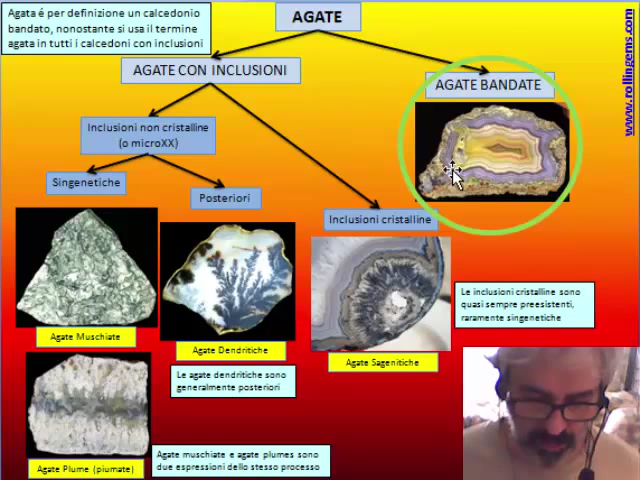 Agata é per definizione un calcedonio
bandato, nonostante si usa il termine
agata in tutti i calcedoni con inclusioni
AGATE
www.rollingems.com
AGATE CON INCLUSIONI
AGATE BANDATE
Inclusioni non cristalline
(o microXX)
Singenetiche
Posteriori
Inclusioni cristalline
Le inclusioni cristalline sono
quasi sempre preesistenti,
raramente singenetiche
Agate Muschiate
Agate Dendritiche
Agate Sagenitiche
Le agate dendritiche sono
generalmente posteriori
Agate muschiate e agate plumes sono
due espressioni dello stesso processo
Agate Plume (piumate)